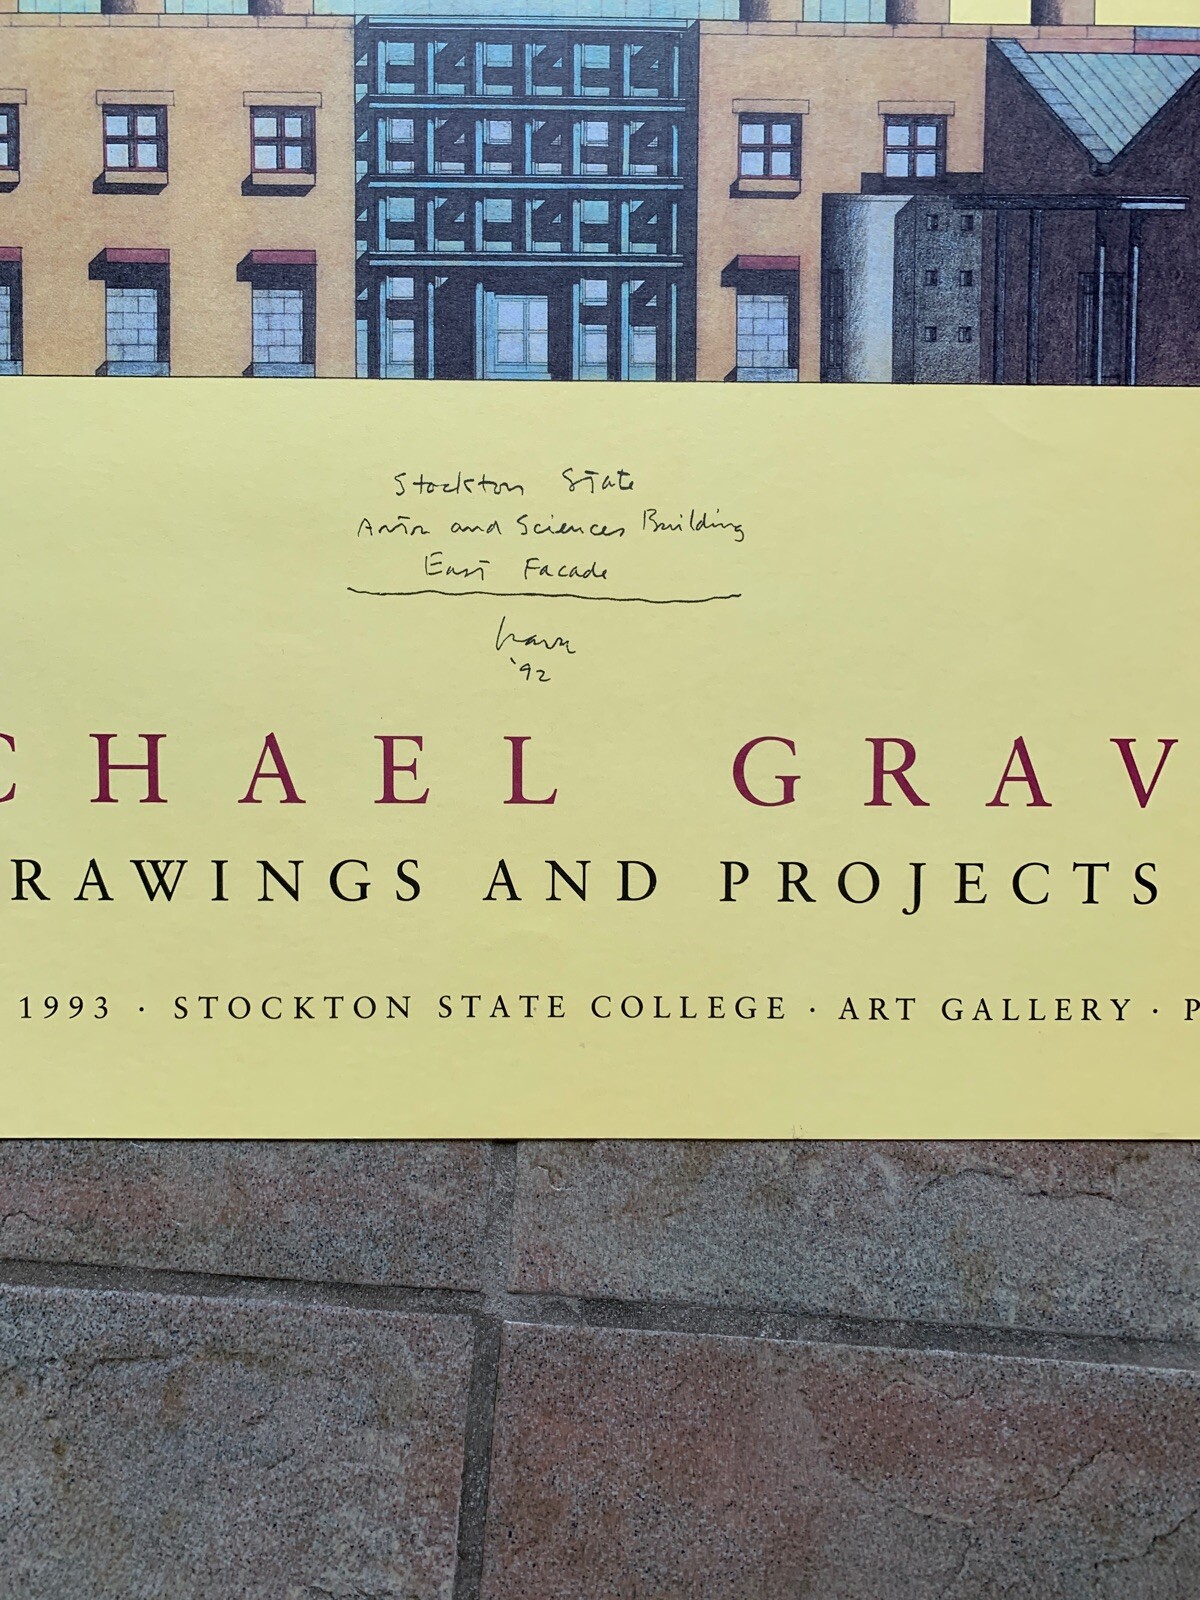 Stockton State
Arts and Sciences Building
East Facade
Graves
'92
CHAEL GRAV
RAWINGS AND PROJECTS
1993 · STOCKTON STATE COLLEGE · ART GALLERY · P